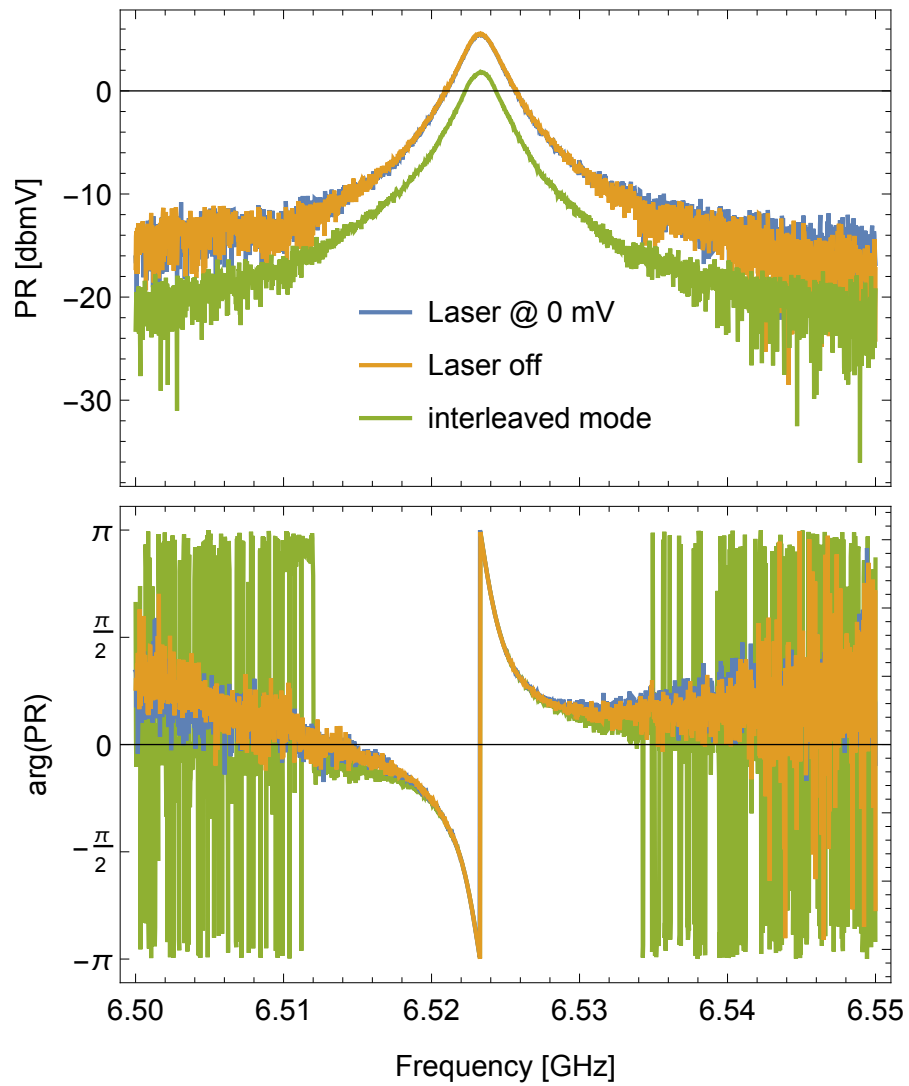 0
−10
−20
−30
PR [dbmV]
Laser @ 0 mV
Laser off
interleaved mode
π
π/2
0
−π/2
−π
arg(PR)
6.50 6.51 6.52 6.53 6.54 6.55
Frequency [GHz]